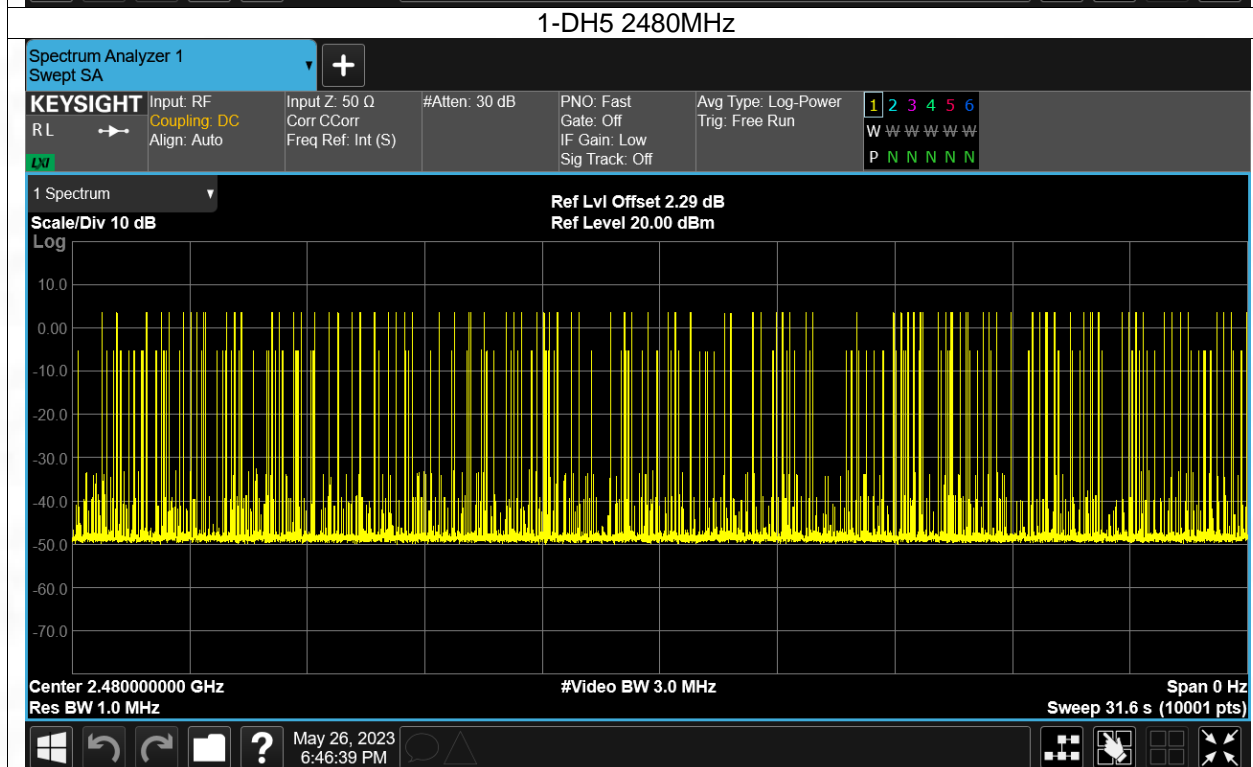 1-DH5 2480MHz
Spectrum Analyzer 1
Swept SA
KEYSIGHT
RL
LXI
Input: RF
Coupling: DC
Align: Auto
Input Z: 50 Ω
Corr CCorr
Freq Ref: Int (S)
#Atten: 30 dB
PNO: Fast
Gate: Off
IF Gain: Low
Sig Track: Off
Avg Type: Log-Power
Trig: Free Run
1 2 3 4 5 6
W W W W W W
P N N N N N
1 Spectrum
Scale/Div 10 dB
Ref Lvl Offset 2.29 dB
Ref Level 20.00 dBm
Log
10.0
0.00
-10.0
-20.0
-30.0
-40.0
-50.0
-60.0
-70.0
Center 2.480000000 GHz
Res BW 1.0 MHz
#Video BW 3.0 MHz
Span 0 Hz
Sweep 31.6 s (10001 pts)
?
May 26, 2023
6:46:39 PM